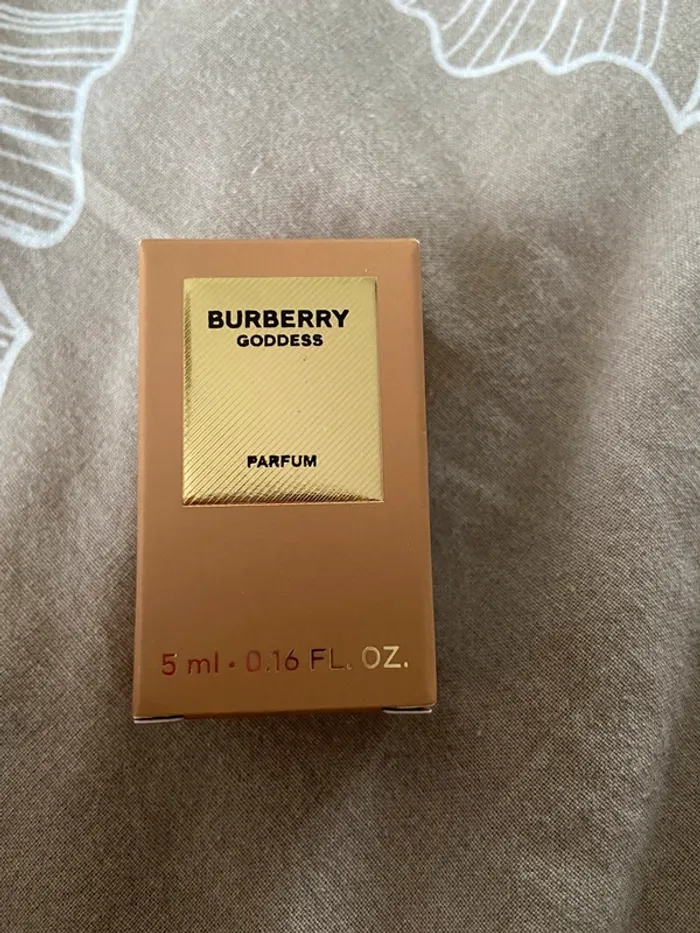 BURBERRY
GODDESS
PARFUM
5 ml • 0.16 FL. OZ.